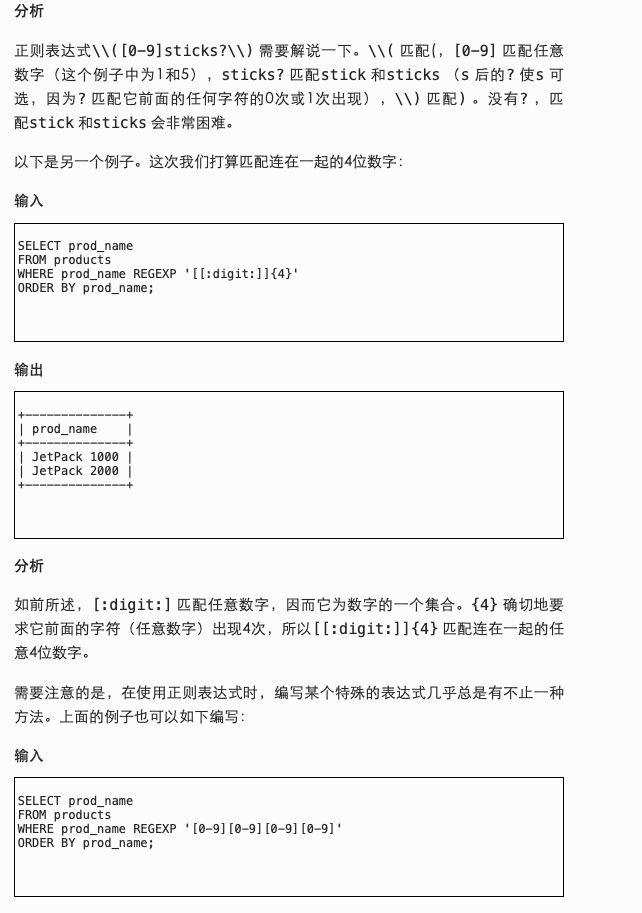 分析
正则表达式\\([0-9]sticks?\\) 需要解说一下。\\( 匹配(，[0-9] 匹配任意
数字（这个例子中为1和5），sticks? 匹配stick 和sticks （s 后的? 使s 可
选，因为? 匹配它前面的任何字符的0次或1次出现），\\) 匹配) 。没有? ，匹
配stick 和sticks 会非常困难。
以下是另一个例子。这次我们打算匹配连在一起的4位数字：
输入
SELECT prod_name
FROM products
WHERE prod_name REGEXP '[[:digit:]]{4}'
ORDER BY prod_name;
输出
+--------------+
| prod_name    |
+--------------+
| JetPack 1000 |
| JetPack 2000 |
+--------------+
分析
如前所述，[:digit:] 匹配任意数字，因而它为数字的一个集合。{4} 确切地要
求它前面的字符（任意数字）出现4次，所以[[:digit:]]{4} 匹配连在一起的任
意4位数字。
需要注意的是，在使用正则表达式时，编写某个特殊的表达式几乎总是有不止一种
方法。上面的例子也可以如下编写：
输入
SELECT prod_name
FROM products
WHERE prod_name REGEXP '[0-9][0-9][0-9][0-9]'
ORDER BY prod_name;